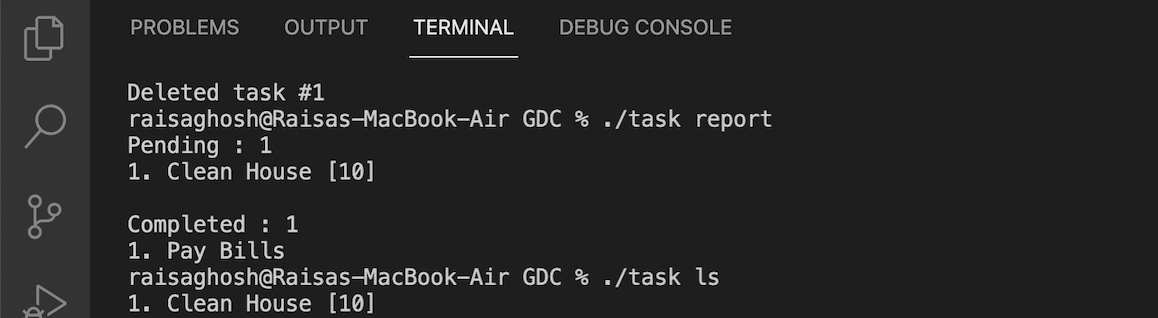 PROBLEMS OUTPUT TERMINAL DEBUG CONSOLE
Deleted task #1
raisaghosh@Raisas-MacBook-Air GDC % ./task report
Pending : 1
1. Clean House [10]
Completed : 1
1. Pay Bills
raisaghosh@Raisas-MacBook-Air GDC % ./task ls
1. Clean House [10]